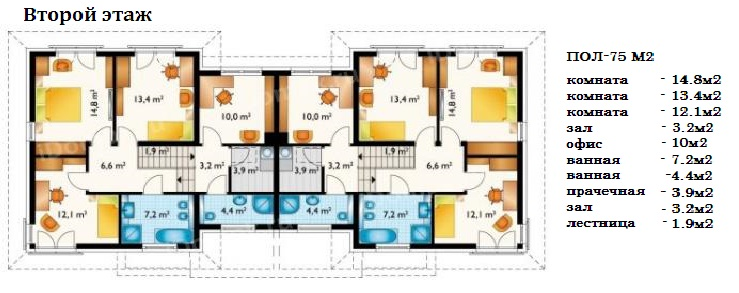 Второй этаж
14,8 m²
13,4 m²
10,0 m²
10,0 m²
13,4 m²
14,8 m²
6,6 m²
1,9 m²
3,2 m²
3,9 m²
3,9 m²
3,2 m²
1,9 m²
6,6 m²
12,1 m²
7,2 m²
4,4 m²
4,4 m²
7,2 m²
12,1 m²
ПОЛ-75 М2
комната - 14.8м2
комната - 13.4м2
комната - 12.1м2
зал - 3.2м2
офис - 10м2
ванная - 7.2м2
ванная -4.4м2
прачечная - 3.9м2
зал - 3.2м2
лестница - 1.9м2